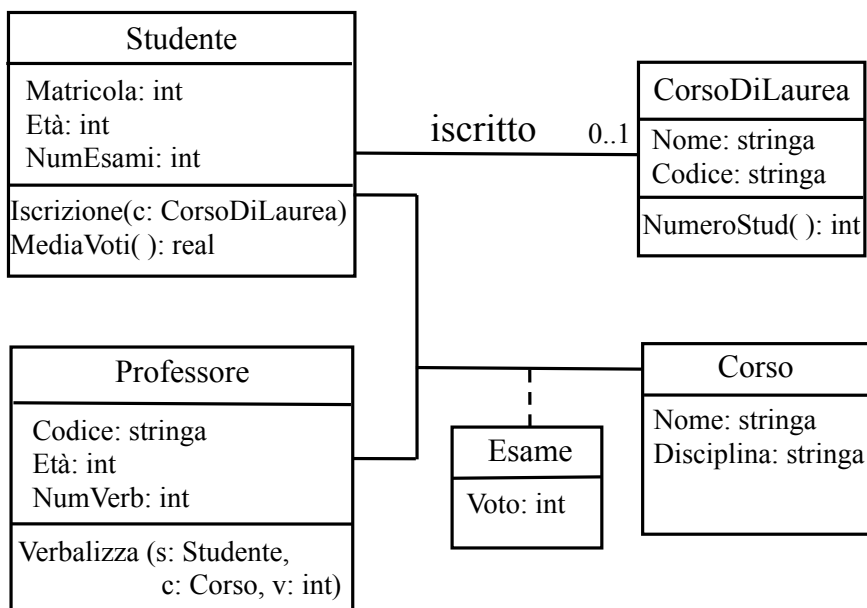 Studente
Matricola: int
Età: int
NumEsami: int
Iscrizione(c: CorsoDiLaurea)
MediaVoti( ): real
iscritto
0..1
CorsoDiLaurea
Nome: stringa
Codice: stringa
NumeroStud( ): int
Professore
Codice: stringa
Età: int
NumVerb: int
Verbalizza (s: Studente,
c: Corso, v: int)
Esame
Voto: int
Corso
Nome: stringa
Disciplina: stringa